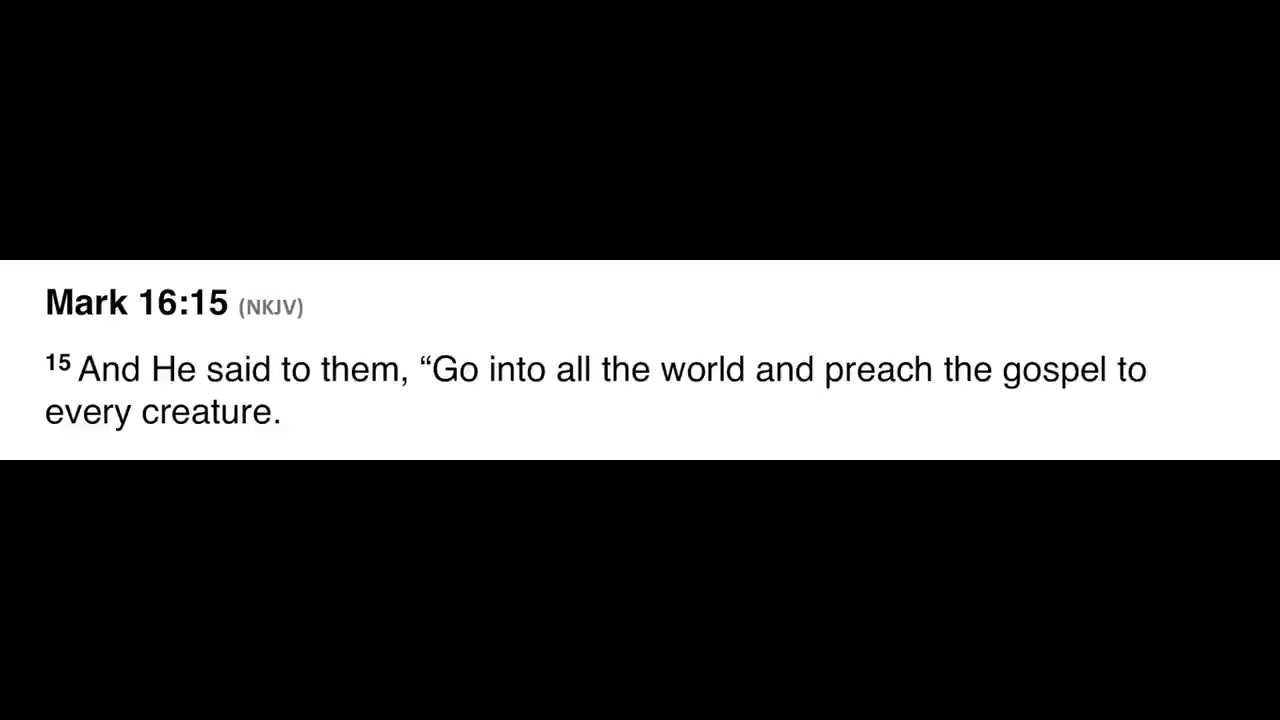 Mark 16:15 (NKJV)
15 And He said to them, “Go into all the world and preach the gospel to
every creature.